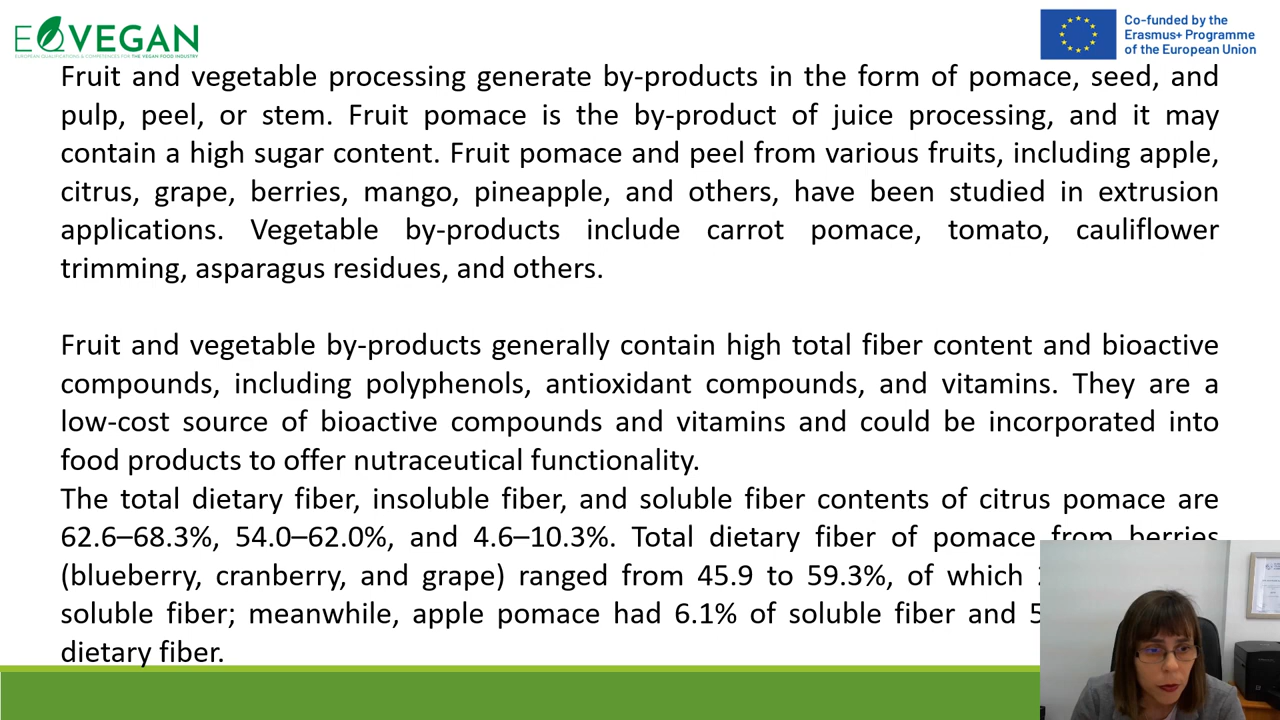 EQVEGAN
EUROPEAN QUALIFICATIONS & COMPETENCES FOR THE VEGAN FOOD INDUSTRY
Co-funded by the
Erasmus+ Programme
of the European Union
Fruit and vegetable processing generate by-products in the form of pomace, seed, and
pulp, peel, or stem. Fruit pomace is the by-product of juice processing, and it may
contain a high sugar content. Fruit pomace and peel from various fruits, including apple,
citrus, grape, berries, mango, pineapple, and others, have been studied in extrusion
applications. Vegetable by-products include carrot pomace, tomato, cauliflower
trimming, asparagus residues, and others.
Fruit and vegetable by-products generally contain high total fiber content and bioactive
compounds, including polyphenols, antioxidant compounds, and vitamins. They are a
low-cost source of bioactive compounds and vitamins and could be incorporated into
food products to offer nutraceutical functionality.
The total dietary fiber, insoluble fiber, and soluble fiber contents of citrus pomace are
62.6–68.3%, 54.0–62.0%, and 4.6–10.3%. Total dietary fiber of pomace from berries
(blueberry, cranberry, and grape) ranged from 45.9 to 59.3%, of which
soluble fiber; meanwhile, apple pomace had 6.1% of soluble fiber and
dietary fiber.